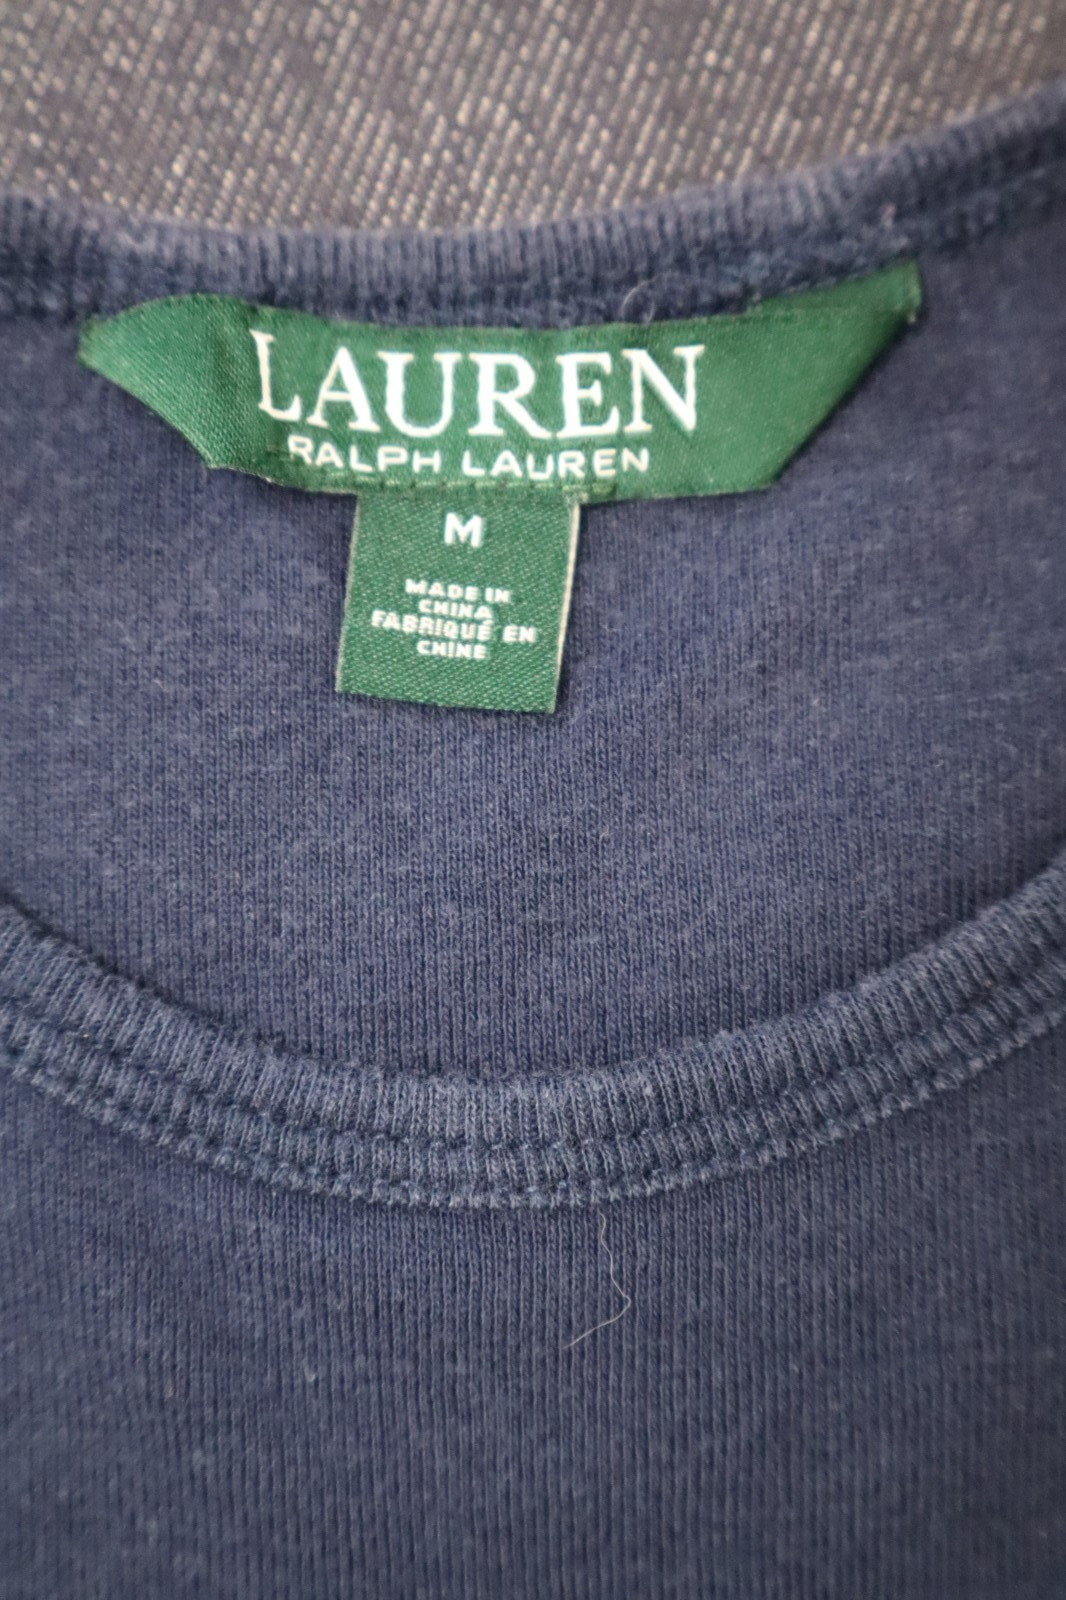 LAUREN
RALPH LAUREN
M
MADE IN
CHINA
FABRIQUÉ EN
CHINE